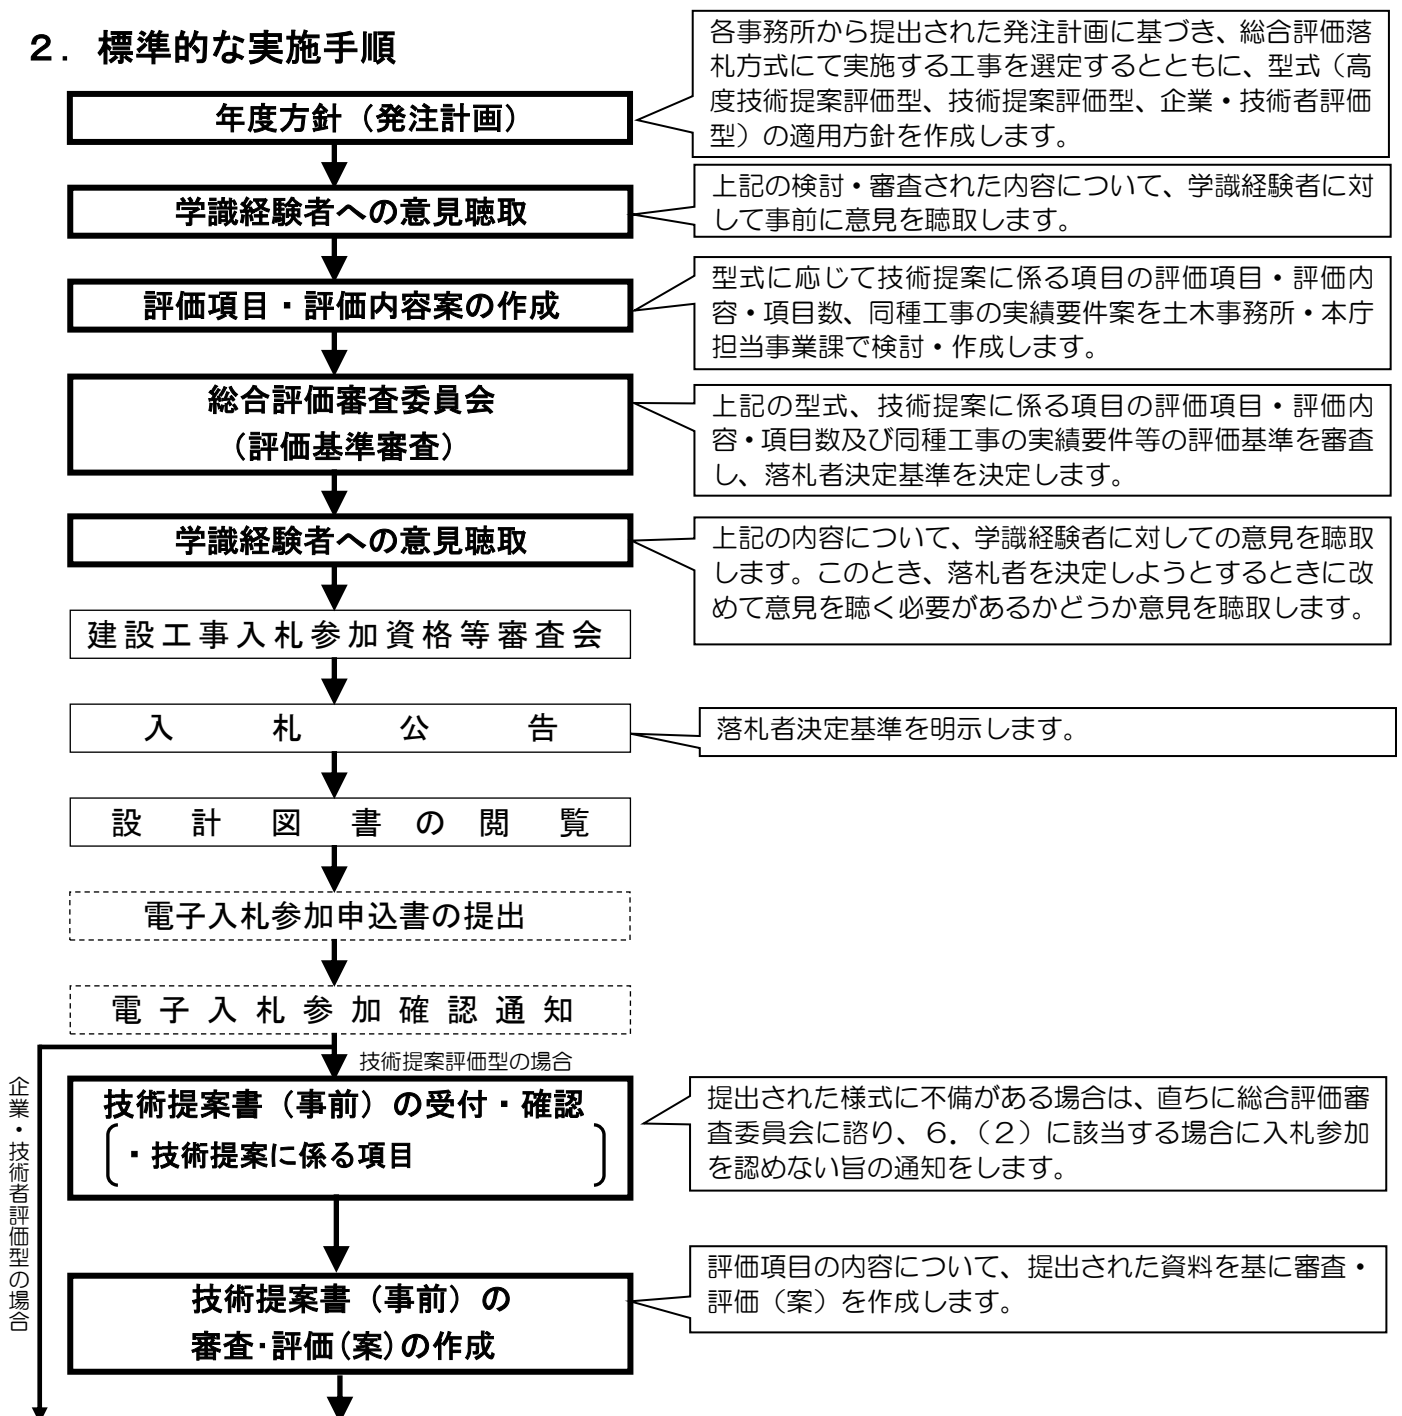 ２．標準的な実施手順
各事務所から提出された発注計画に基づき、総合評価落
札方式にて実施する工事を選定するとともに、型式（高
度技術提案評価型、技術提案評価型、企業・技術者評価
型）の適用方針を作成します。
年度方針（発注計画）
上記の検討・審査された内容について、学識経験者に対
して事前に意見を聴取します。
学識経験者への意見聴取
型式に応じて技術提案に係る項目の評価項目・評価内
容・項目数、同種工事の実績要件案を土木事務所・本庁
担当事業課で検討・作成します。
評価項目・評価内容案の作成
総合評価審査委員会
（評価基準審査）
上記の型式、技術提案に係る項目の評価項目・評価内
容・項目数及び同種工事の実績要件等の評価基準を審査
し、落札者決定基準を決定します。
学識経験者への意見聴取
上記の内容について、学識経験者に対しての意見を聴取
します。このとき、落札者を決定しようとするときに改
めて意見を聴く必要があるかどうか意見を聴取します。
建設工事入札参加資格等審査会
入札公告
落札者決定基準を明示します。
設計図書の閲覧
電子入札参加申込書の提出
電子入札参加確認通知
技術提案評価型の場合
企業・技術者評価型の場合
技術提案書（事前）の受付・確認
・技術提案に係る項目
提出された様式に不備がある場合は、直ちに総合評価審
査委員会に諮り、６．（２）に該当する場合に入札参加
を認めない旨の通知をします。
技術提案書（事前）の
審査・評価(案)の作成
評価項目の内容について、提出された資料を基に審査・
評価（案）を作成します。